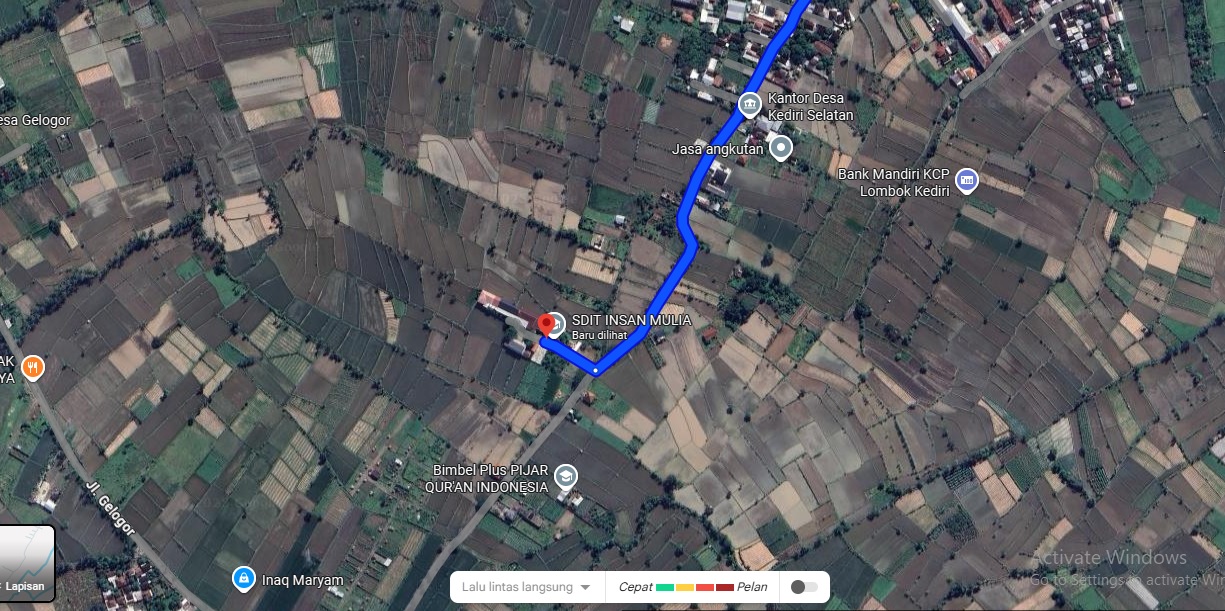 Kantor Desa
Kediri Selatan
esa Gelogor
Jasa angkutan
Bank Mandiri KCP
Lombok Kediri
SDIT INSAN MULIA
Baru dilihat
AK
YA
Bimbel Plus PIJAR
QUR'AN INDONESIA
Jl. Gelogor
Lapisan
Inaq Maryam
Lalu lintas langsung
Cepat
Pelan
Activate Windows
Go to Settings to activate Win